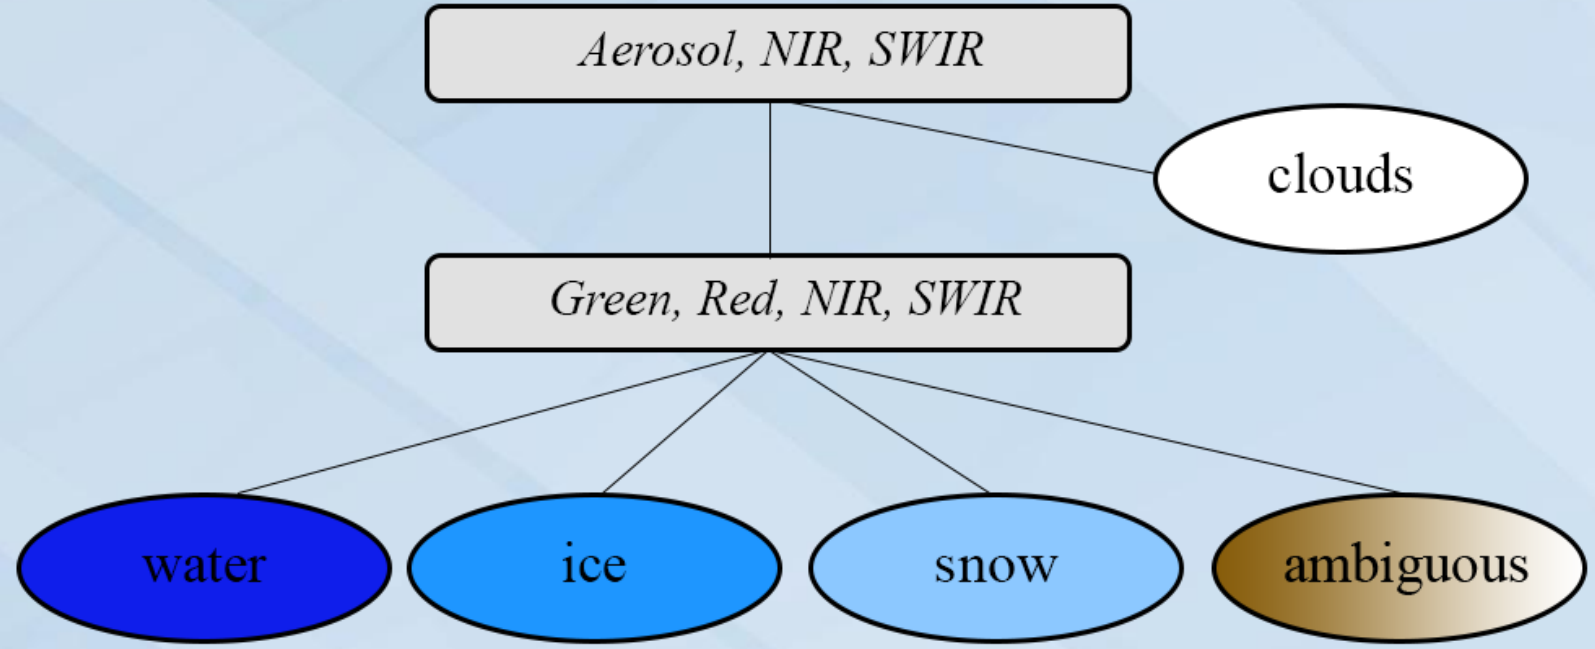 Aerosol, NIR, SWIR
clouds
Green, Red, NIR, SWIR
water
ice
snow
ambiguous